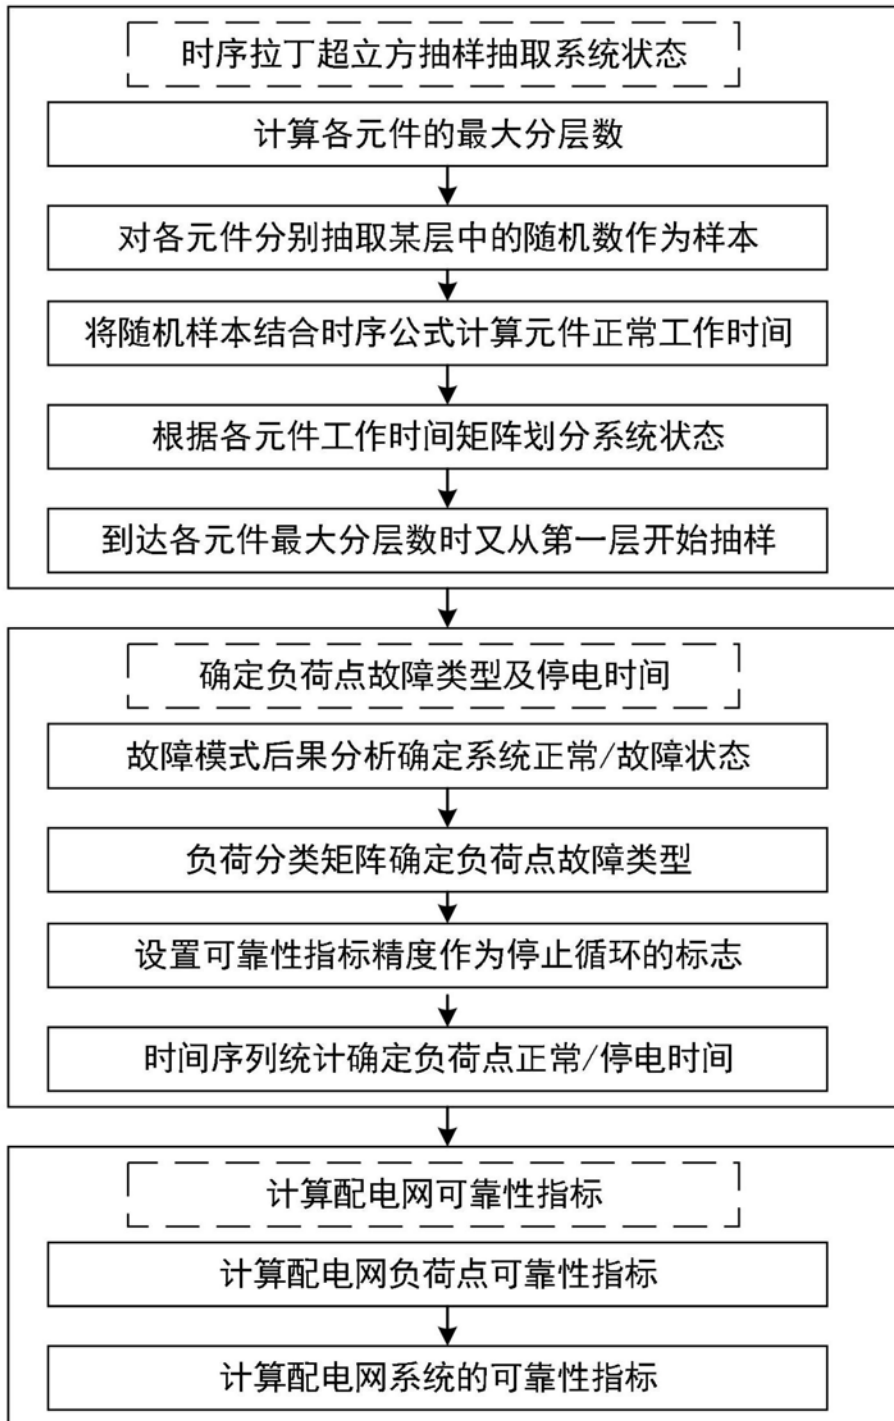 时序拉丁超立方抽样抽取系统状态
计算各元件的最大分层数
对各元件分别抽取某层中的随机数作为样本
将随机样本结合时序公式计算元件正常工作时间
根据各元件工作时间矩阵划分系统状态
到达各元件最大分层数时又从第一层开始抽样
确定负荷点故障类型及停电时间
故障模式后果分析确定系统正常/故障状态
负荷分类矩阵确定负荷点故障类型
设置可靠性指标精度作为停止循环的标志
时间序列统计确定负荷点正常/停电时间
计算配电网可靠性指标
计算配电网负荷点可靠性指标
计算配电网系统的可靠性指标